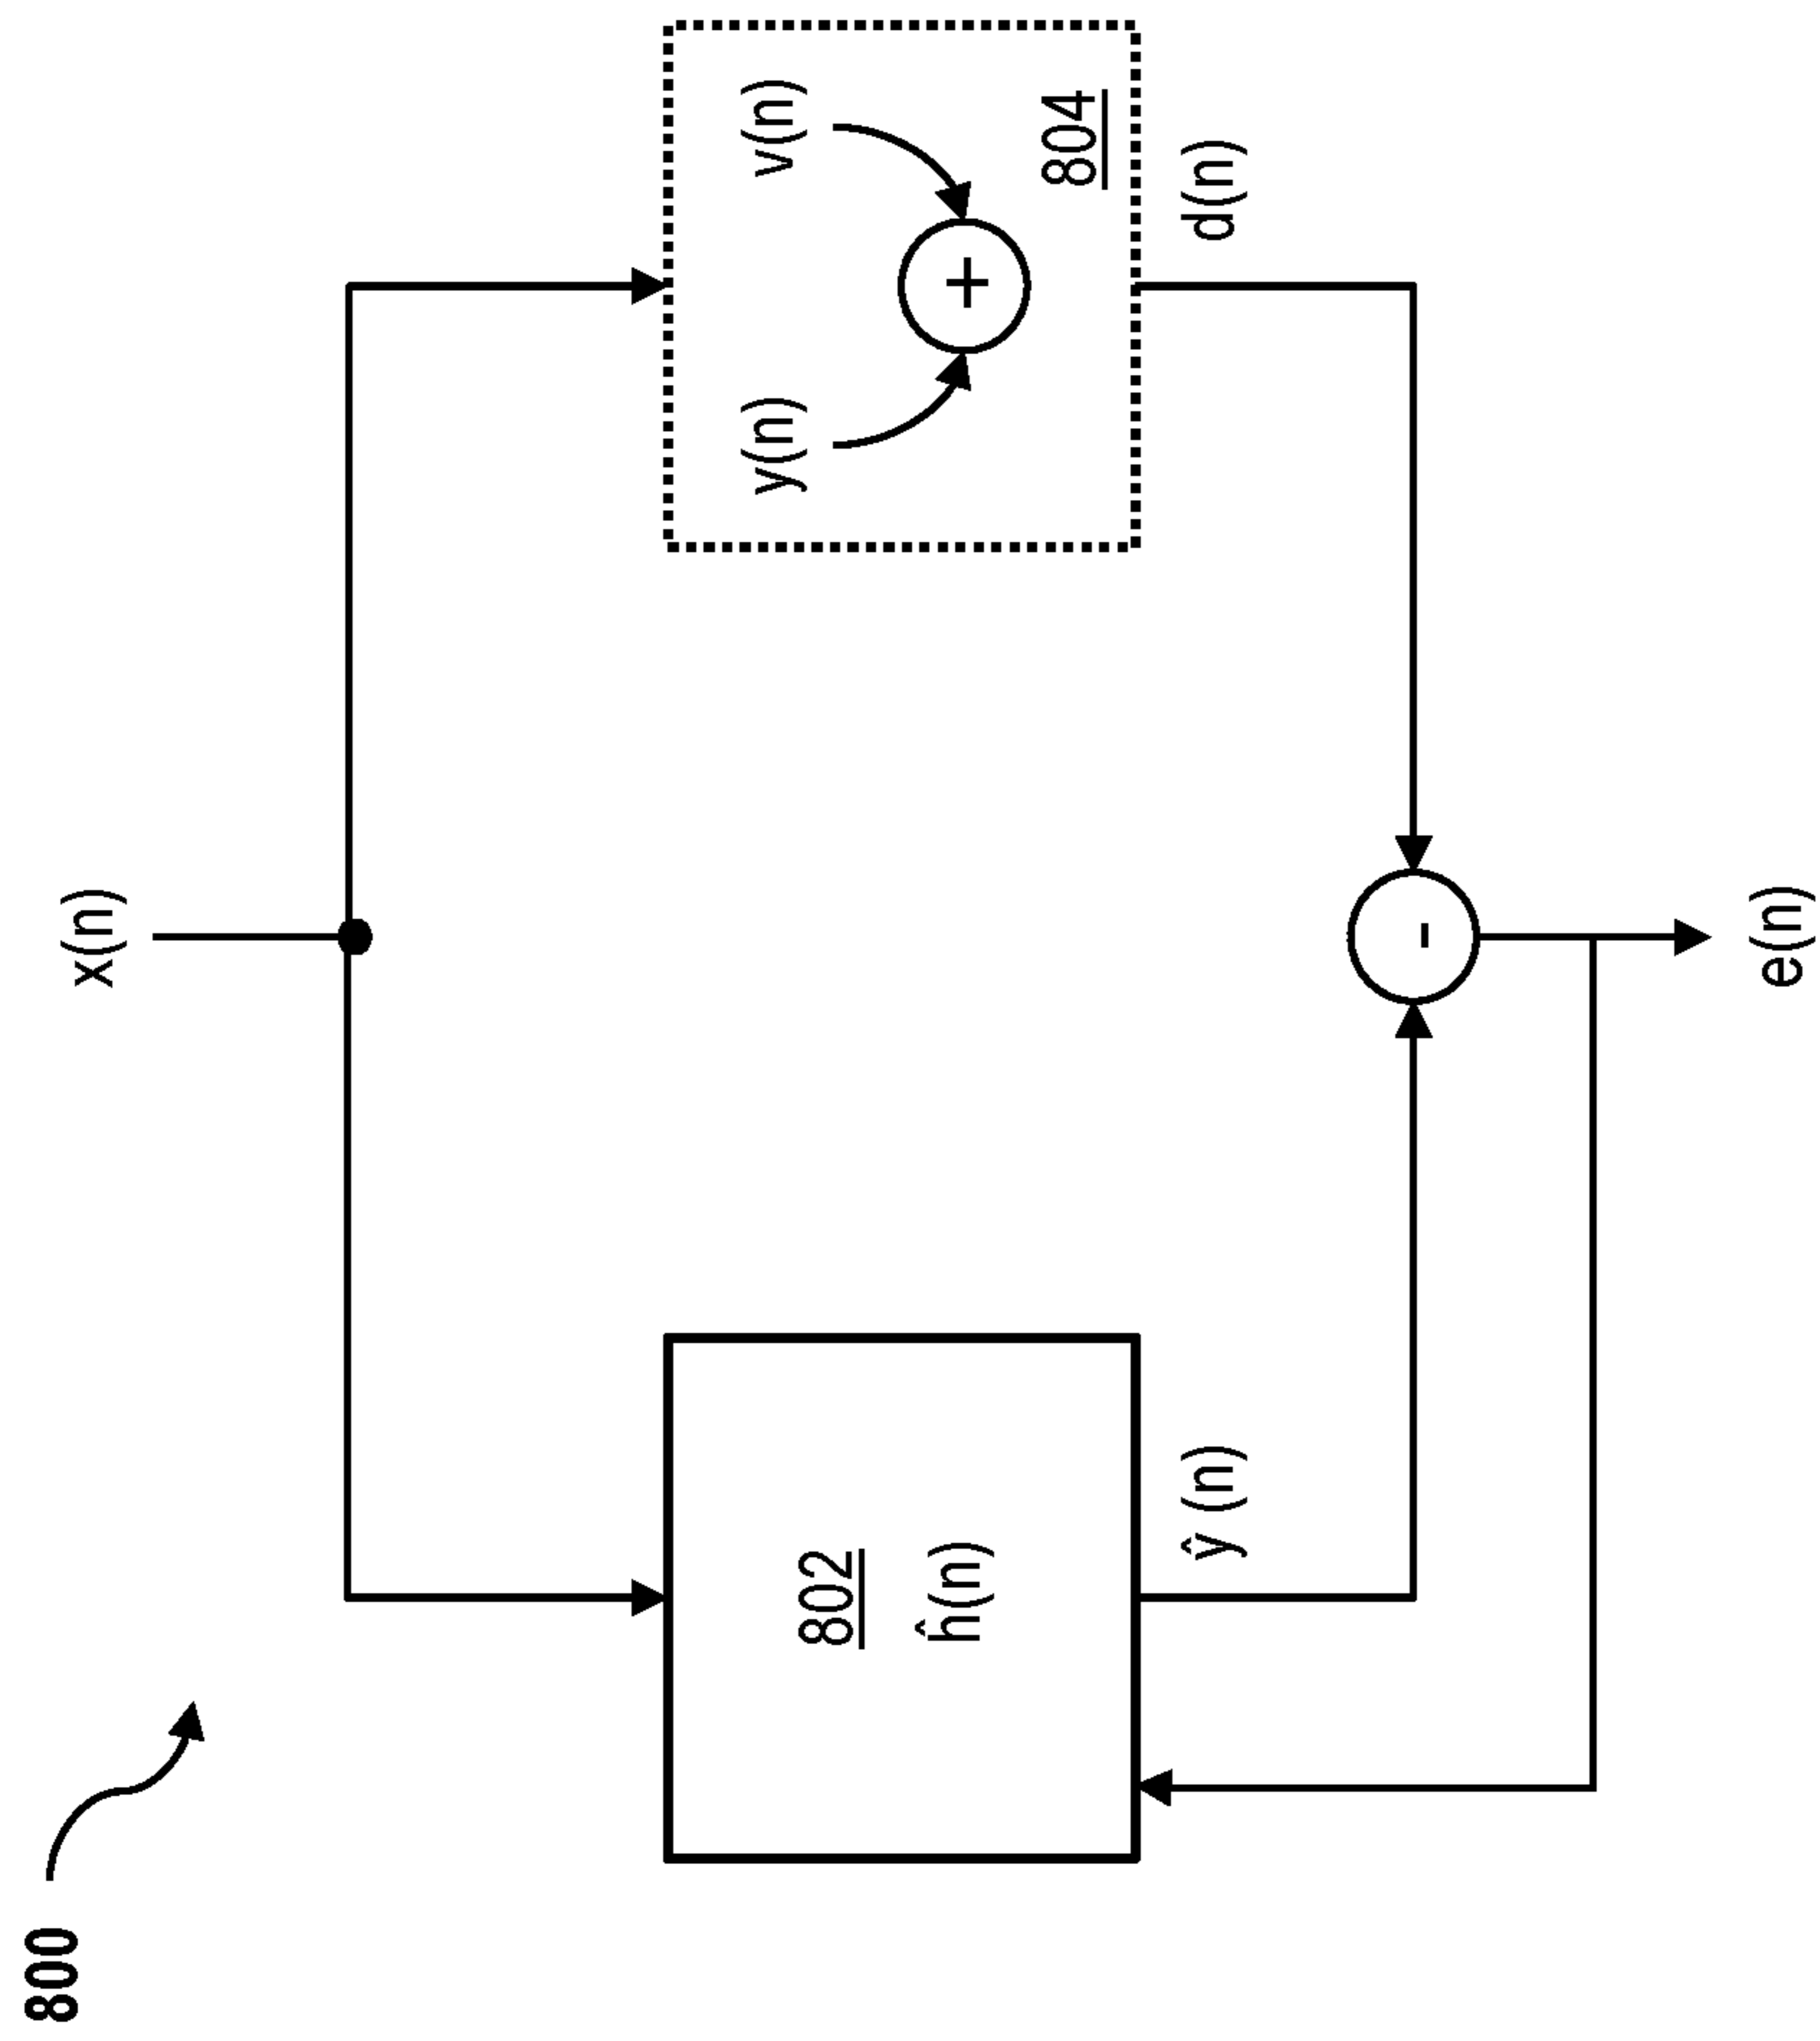 800
x(n)
802
ĥ(n)
y(n)
v(n)
+
804
ŷ (n)
d(n)
-
e(n)